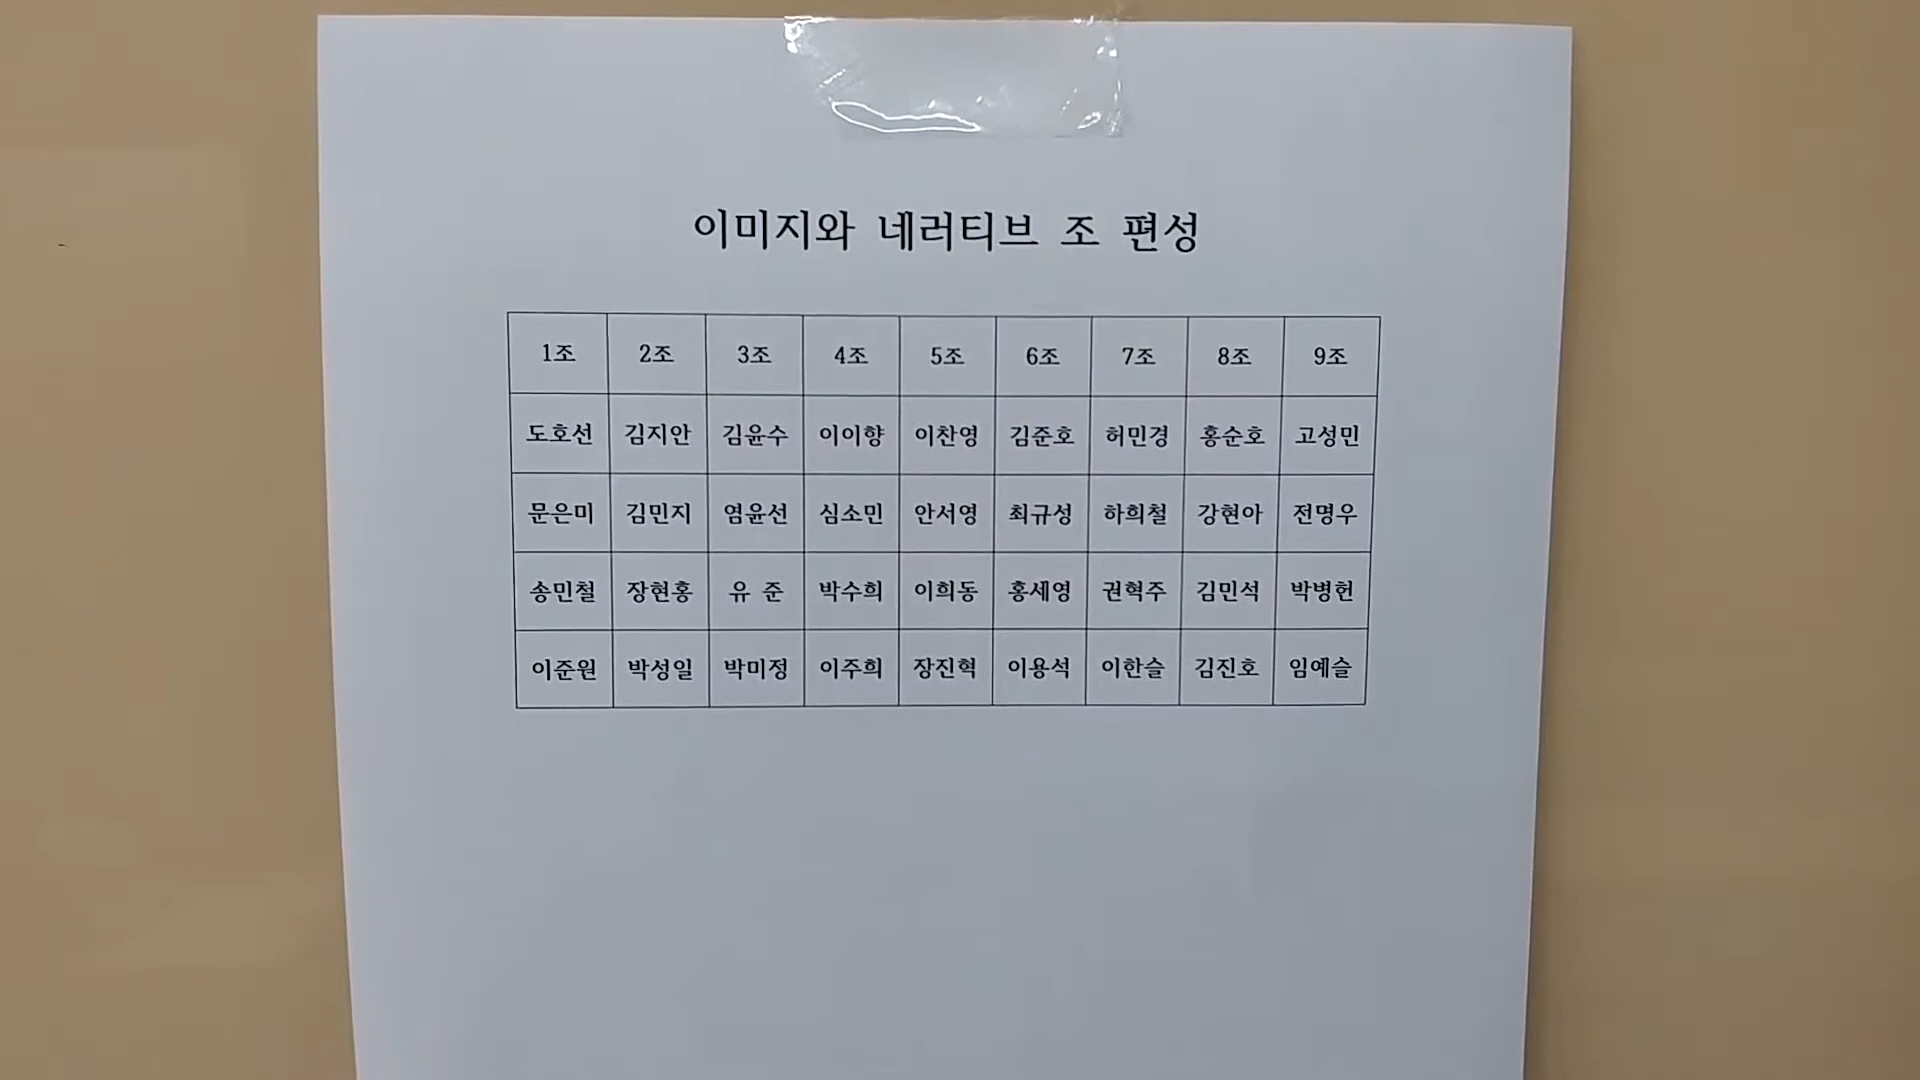 이미지와 네러티브 조 편성
1조 2조 3조 4조 5조 6조 7조 8조 9조
도호선 김지안 김윤수 이이향 이찬영 김준호 허민경 홍순호 고성민
문은미 김민지 염윤선 심소민 안서영 최규성 하희철 강현아 전명우
송민철 장현홍 유 준 박수희 이희동 홍세영 권혁주 김민석 박병헌
이준원 박성일 박미정 이주희 장진혁 이용석 이한슬 김진호 임예슬